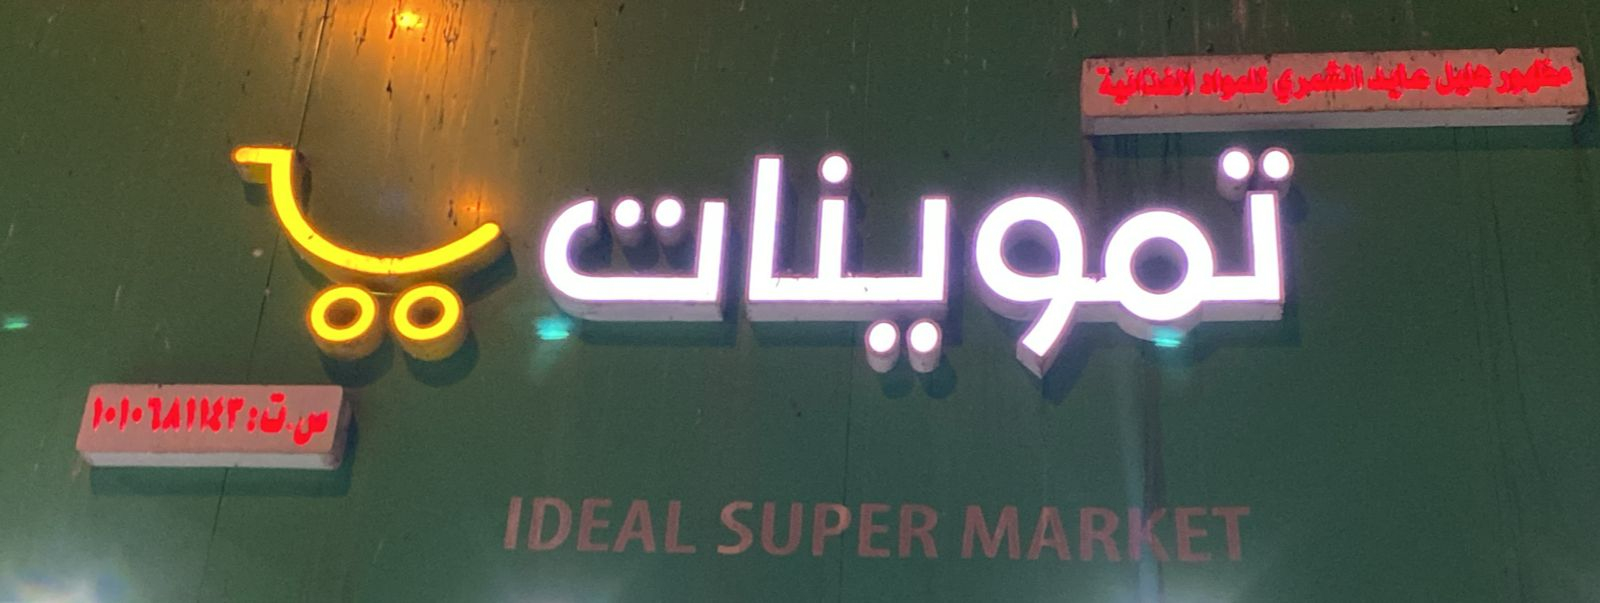 مظهور هليل عايد الشمري للمواد الغذائية
تموينات
س.ت: ١٠١٠٦٨١١٤٣
IDEAL SUPER MARKET